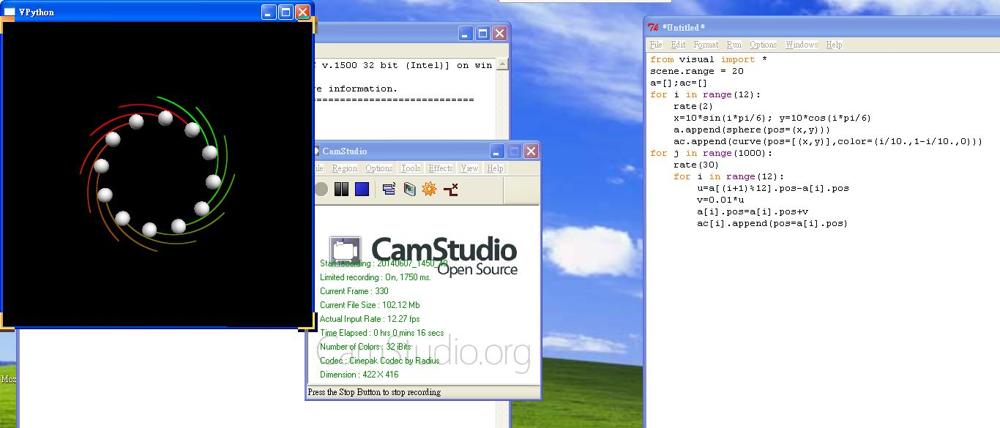 VPython
v.1500 32 bit (Intel)] on win
e information.
============================
CamStudio
ile Region Options Tools Effects View Help
CamStudio
Open Source
Start recording : 20140607_1450_49
Limited recording : On, 1750 ms.
Current Frame : 330
Current File Size : 102.12 Mb
Actual Input Rate : 12.27 fps
Time Elapsed : 0 hrs 0 mins 16 secs
Number of Colors : 32 iBits
Codec : Cinepak Codec by Radius
Dimension : 422 X 416
CamStudio.org
Press the Stop Button to stop recording
Moz
*Untitled*
File Edit Format Run Options Windows Help
from visual import *
scene.range = 20
a=[];ac=[]
for i in range(12):
    rate(2)
    x=10*sin(i*pi/6); y=10*cos(i*pi/6)
    a.append(sphere(pos=(x,y)))
    ac.append(curve(pos=[(x,y)],color=(i/10.,1-i/10.,0)))
for j in range(1000):
    rate(30)
    for i in range(12):
        u=a[(i+1)%12].pos-a[i].pos
        v=0.01*u
        a[i].pos=a[i].pos+v
        ac[i].append(pos=a[i].pos)